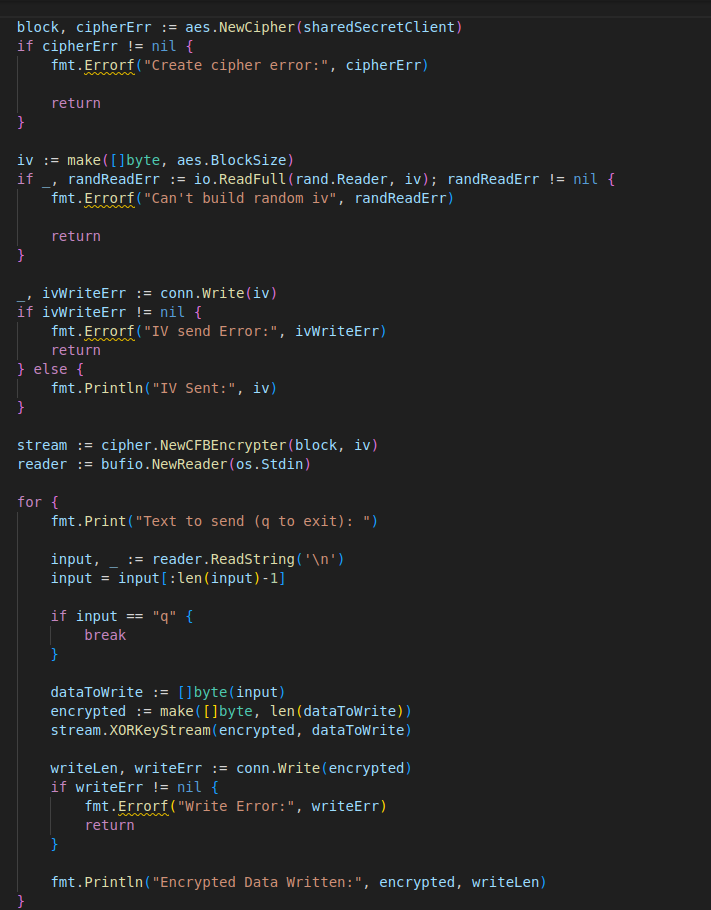 block, cipherErr := aes.NewCipher(sharedSecretClient)
if cipherErr != nil {
    fmt.Errorf("Create cipher error:", cipherErr)

    return
}

iv := make([]byte, aes.BlockSize)
if _, randReadErr := io.ReadFull(rand.Reader, iv); randReadErr != nil {
    fmt.Errorf("Can't build random iv", randReadErr)

    return
}

_, ivWriteErr := conn.Write(iv)
if ivWriteErr != nil {
    fmt.Errorf("IV send Error:", ivWriteErr)
    return
} else {
    fmt.Println("IV Sent:", iv)
}

stream := cipher.NewCFBEncrypter(block, iv)
reader := bufio.NewReader(os.Stdin)

for {
    fmt.Print("Text to send (q to exit): ")

    input, _ := reader.ReadString('\n')
    input = input[:len(input)-1]

    if input == "q" {
        break
    }

    dataToWrite := []byte(input)
    encrypted := make([]byte, len(dataToWrite))
    stream.XORKeyStream(encrypted, dataToWrite)

    writeLen, writeErr := conn.Write(encrypted)
    if writeErr != nil {
        fmt.Errorf("Write Error:", writeErr)
        return
    }

    fmt.Println("Encrypted Data Written:", encrypted, writeLen)
}